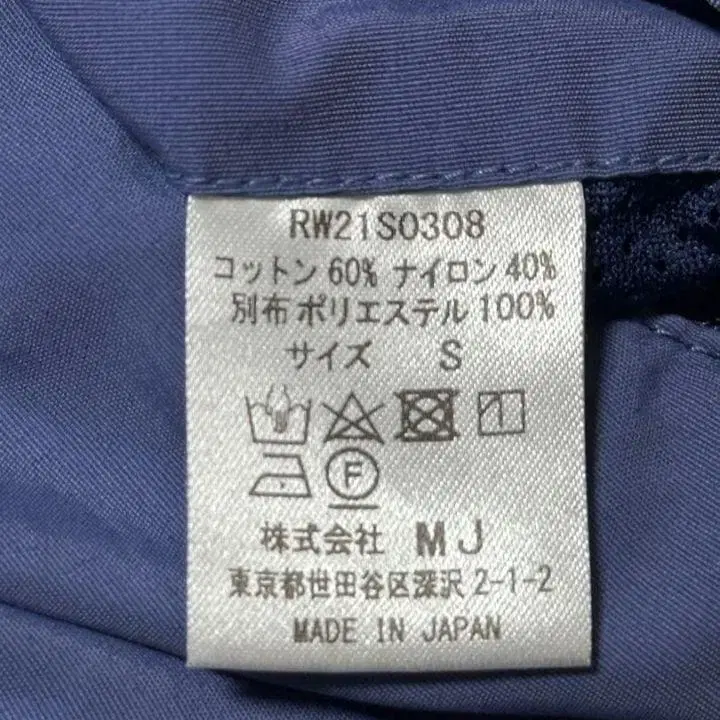 RW21S0308
コットン 60% ナイロン 40%
別布 ポリエステル 100%
サイズ S
F
株式会社 MJ
東京都世田谷区深沢 2-1-2
MADE IN JAPAN